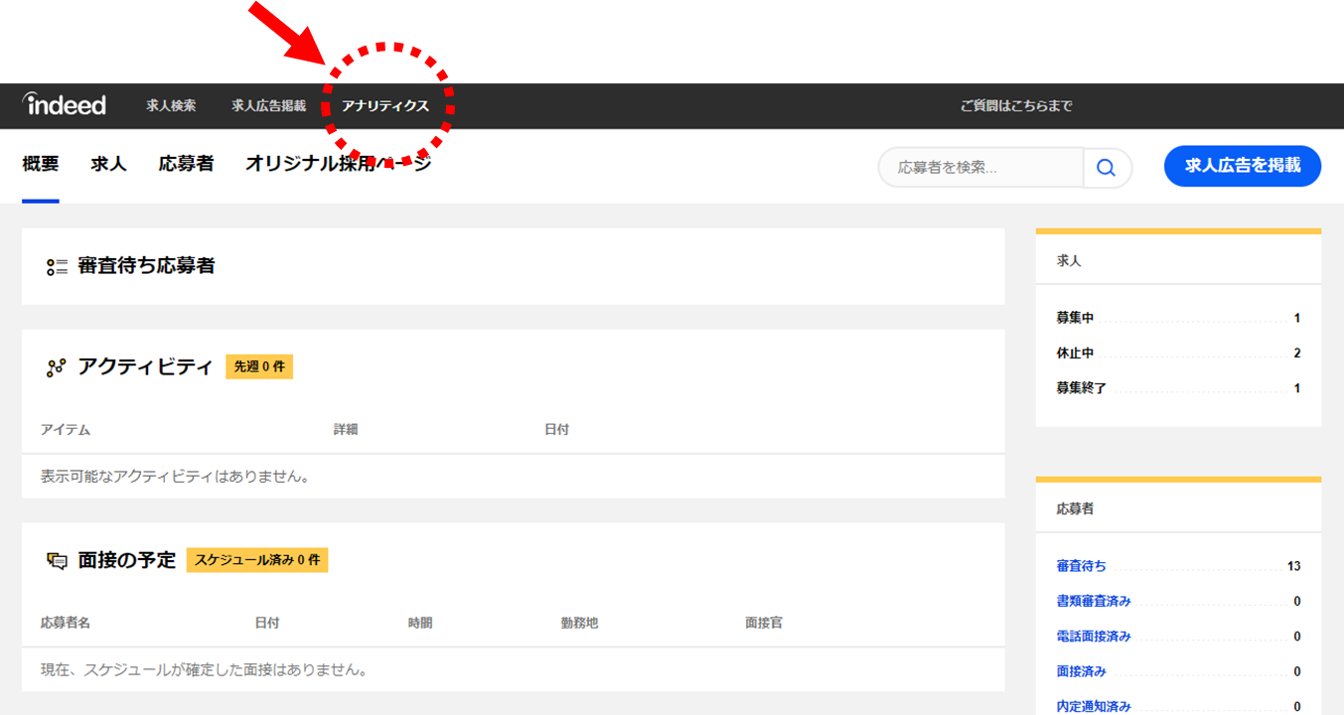 indeed 求人検索 求人広告掲載 アナリティクス ご質問はこちらまで
概要 求人 応募者 オリジナル採用ページ 応募者を検索... 求人広告を掲載
審査待ち応募者
アクティビティ 先週 0 件
アイテム 詳細 日付
表示可能なアクティビティはありません。
面接の予定 スケジュール済み 0 件
応募者名 日付 時間 勤務地 面接官
現在、スケジュールが確定した面接はありません。
求人
募集中 1
休止中 2
募集終了 1
応募者
審査待ち 13
書類審査済み 0
電話面接済み 0
面接済み 0
内定通知済み 0